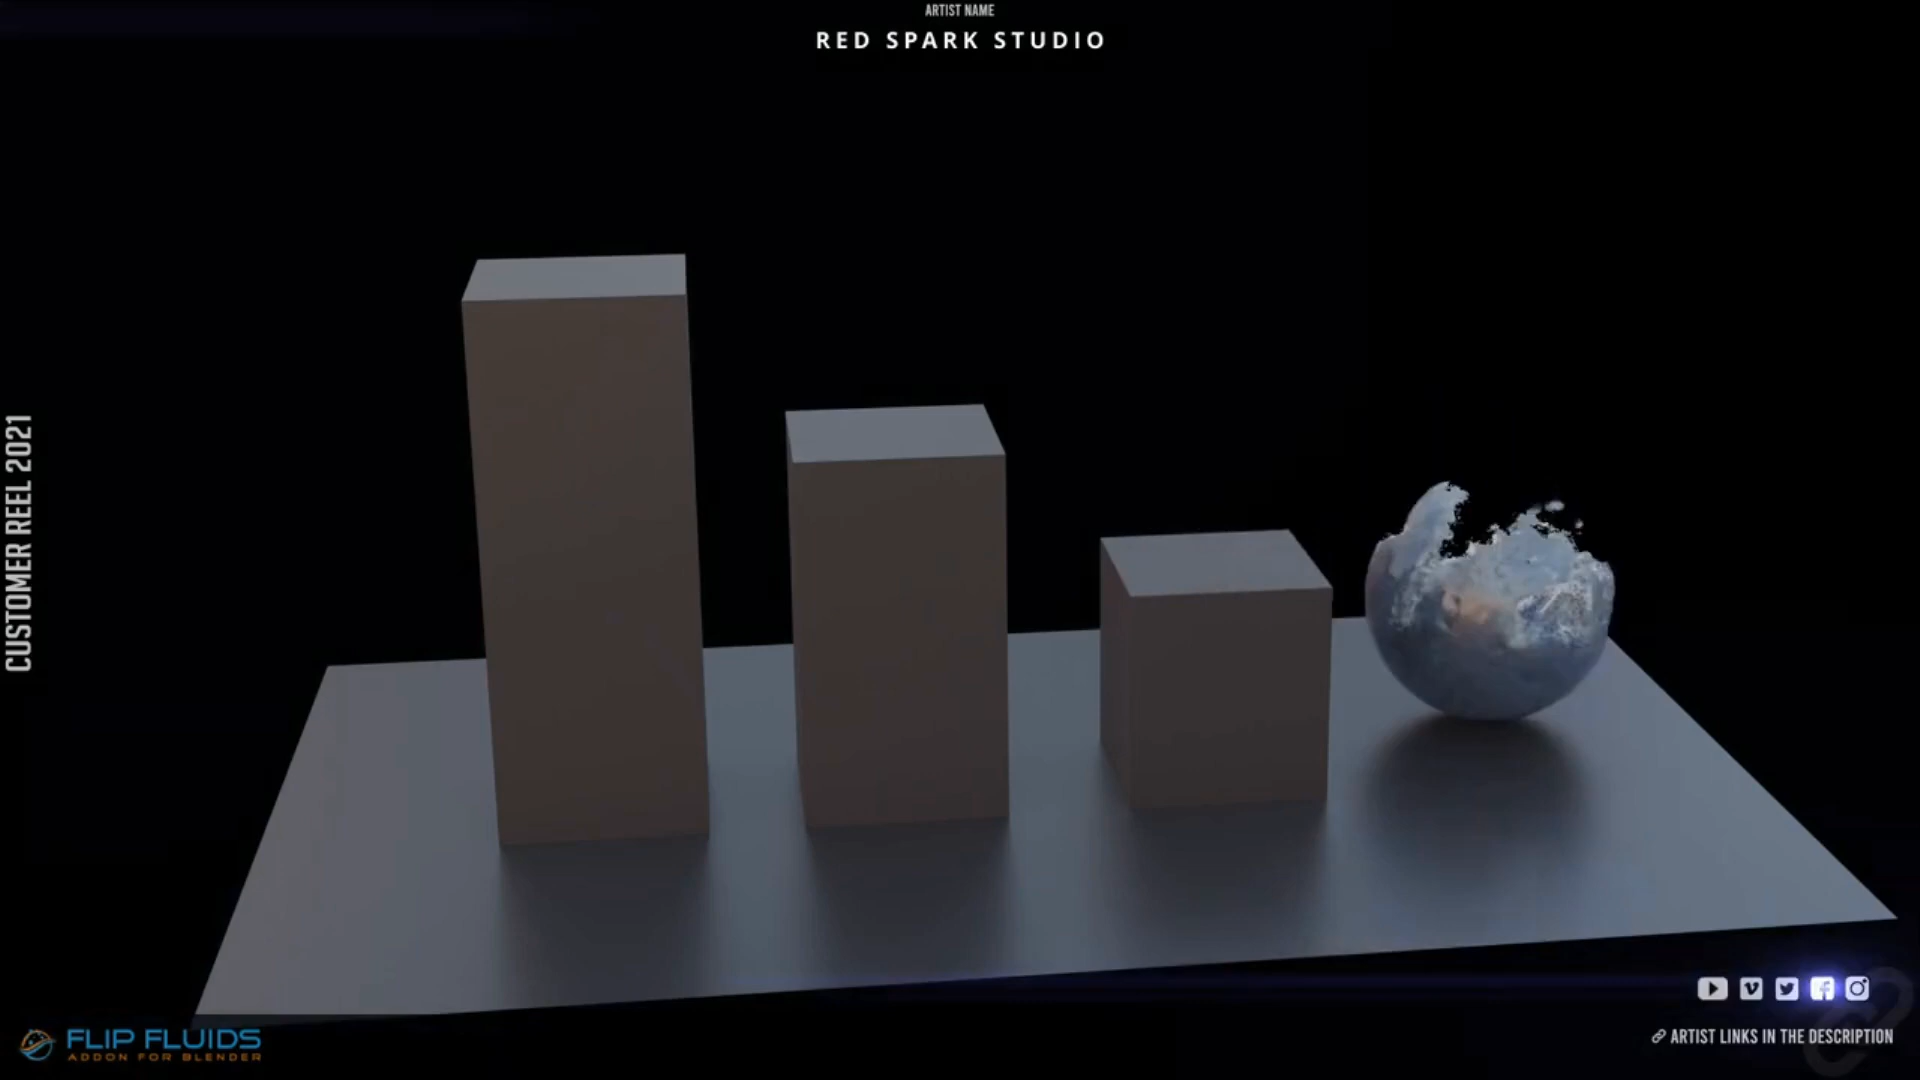 ARTIST NAME
RED SPARK STUDIO
CUSTOMER REEL 2021
FLIP FLUIDS
ADDON FOR BLENDER
ARTIST LINKS IN THE DESCRIPTION